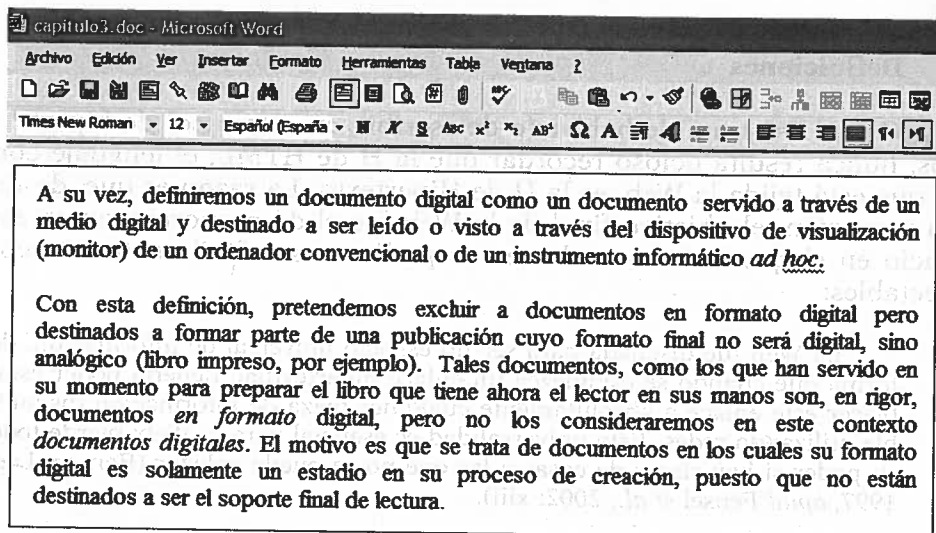 capitulo3.doc - Microsoft Word
Archivo Edición Ver Insertar Formato Herramientas Tabla Ventana ?
Times New Roman 12 Español (España N K S Abc x² x₂ AB¹ Ω A
A su vez, definiremos un documento digital como un documento servido a través de un
medio digital y destinado a ser leído o visto a través del dispositivo de visualización
(monitor) de un ordenador convencional o de un instrumento informático ad hoc.
Con esta definición, pretendemos excluir a documentos en formato digital pero
destinados a formar parte de una publicación cuyo formato final no será digital, sino
analógico (libro impreso, por ejemplo). Tales documentos, como los que han servido en
su momento para preparar el libro que tiene ahora el lector en sus manos son, en rigor,
documentos en formato digital, pero no los consideraremos en este contexto
documentos digitales. El motivo es que se trata de documentos en los cuales su formato
digital es solamente un estadio en su proceso de creación, puesto que no están
destinados a ser el soporte final de lectura.